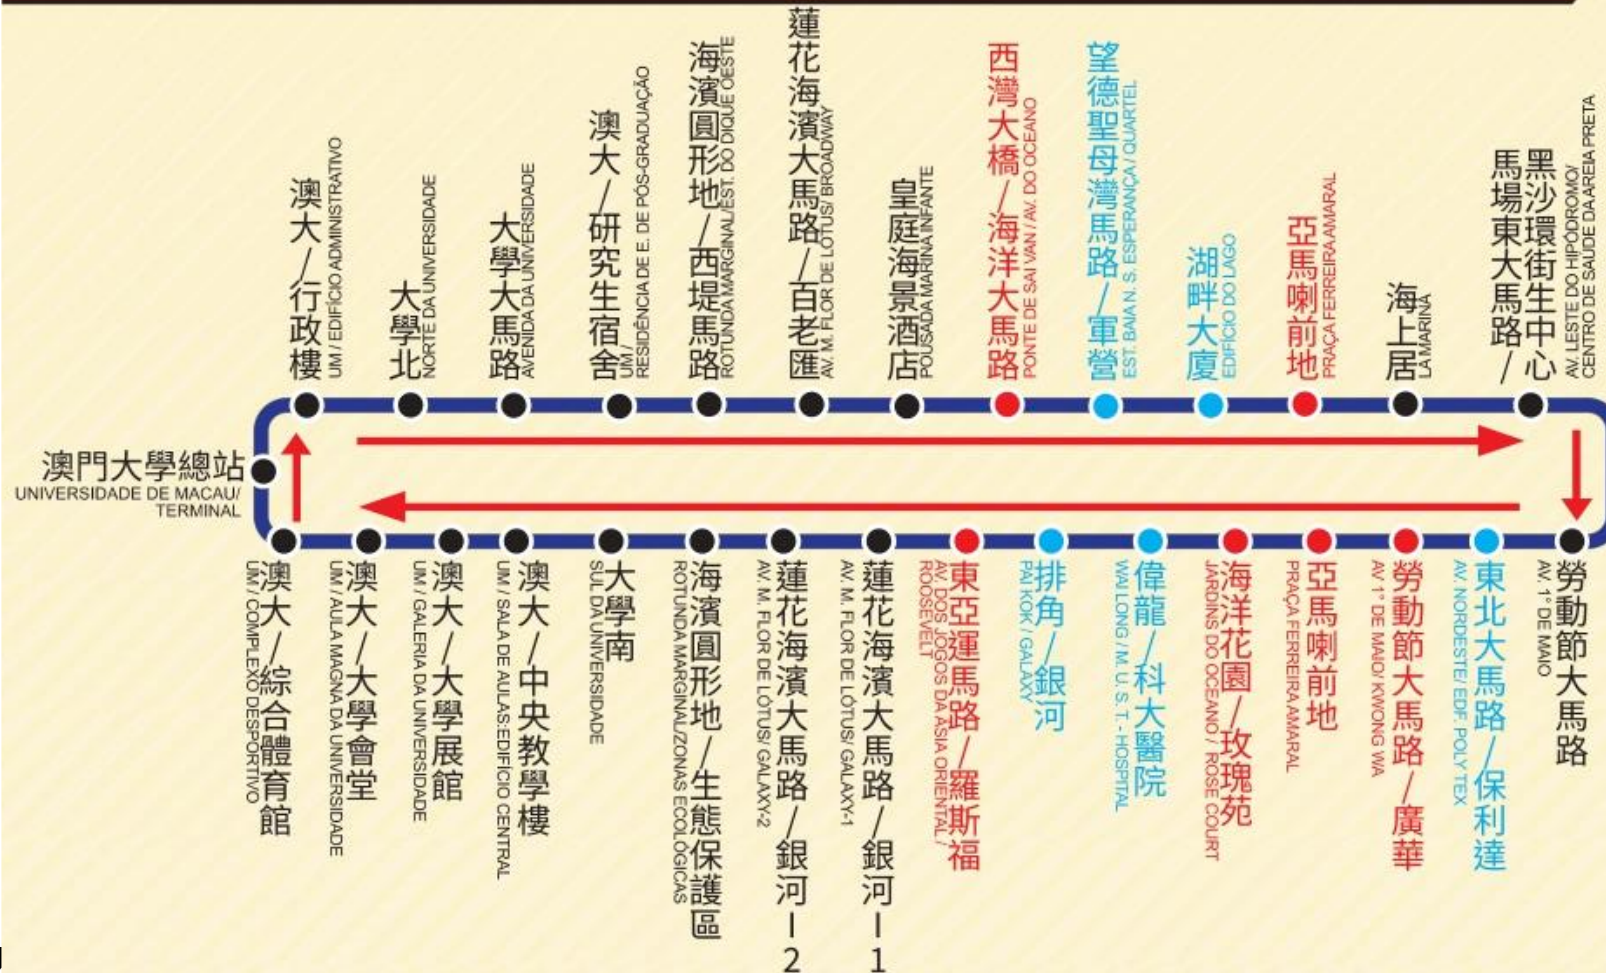 澳門大學總站
UNIVERSIDADE DE MACAU/
TERMINAL
澳大/行政樓
UM / EDIFÍCIO ADMINISTRATIVO
大學北
NORTE DA UNIVERSIDADE
大學大馬路
AVENIDA DA UNIVERSIDADE
澳大/研究生宿舍
UM /
RESIDÊNCIA DE E. DE PÓS-GRADUAÇÃO
海濱圓形地/西堤馬路
ROTUNDA MARGINAL/EST. DO DIQUE OESTE
蓮花海濱大馬路/百老匯
AV. M. FLOR DE LÓTUS/ BROADWAY
皇庭海景酒店
POUSADA MARINA INFANTE
西灣大橋/海洋大馬路
PONTE DE SAI VAN / AV. DO OCEANO
望德聖母灣馬路/軍營
EST. BAIA N. S. ESPERANÇA / QUARTEL
湖畔大廈
EDIFÍCIO DO LAGO
亞馬喇前地
PRAÇA FERREIRA AMARAL
海上居
LA MARINA
馬場東大馬路/
黑沙環街生中心
AV. LESTE DO HIPÓDROMO/
CENTRO DE SAUDE DA AREIA PRETA
勞動節大馬路
AV. 1° DE MAIO
東北大馬路/保利達
AV. NORDESTE/ EDF. POLYTEX
勞動節大馬路/廣華
AV 1° DE MAIO/ KWONG WA
亞馬喇前地
PRAÇA FERREIRA AMARAL
海洋花園/玫瑰苑
JARDINS DO OCEANO / ROSE COURT
偉龍/科大醫院
WAI LONG / M. U. S. T.- HOSPITAL
排角/銀河
PAI KOK / GALAXY
東亞運馬路/羅斯福
AV. DOS JOGOS DA ÁSIA ORIENTAL /
ROOSEVELT
蓮花海濱大馬路/銀河-1
AV. M. FLOR DE LÓTUS/ GALAXY-1
蓮花海濱大馬路/銀河-2
AV. M. FLOR DE LÓTUS/ GALAXY-2
海濱圓形地/生態保護區
ROTUNDA MARGINAL/ZONAS ECOLÓGICAS
大學南
SUL DA UNIVERSIDADE
澳大/中央教學樓
UM / SALA DE AULAS:EDIFÍCIO CENTRAL
澳大/大學展館
UM / GALERIA DA UNIVERSIDADE
澳大/大學會堂
UM / AULA MAGNA DA UNIVERSIDADE
澳大/綜合體育館
UM / COMPLEXO DESPORTIVO